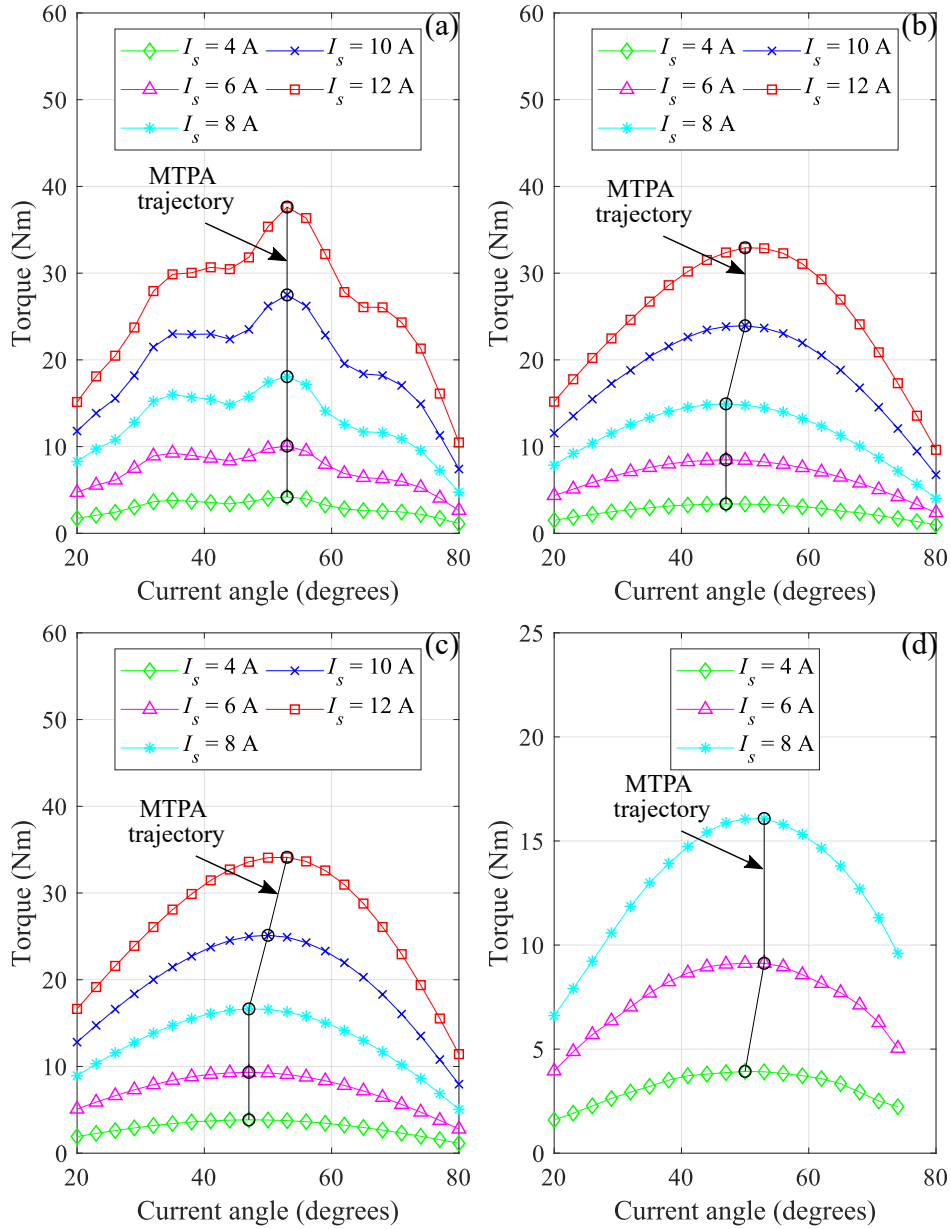 (a)
I_s = 4 A
I_s = 10 A
I_s = 6 A
I_s = 12 A
I_s = 8 A
MTPA
trajectory
Torque (Nm)
60
50
40
30
20
10
0
20
40
60
80
Current angle (degrees)
(b)
I_s = 4 A
I_s = 10 A
I_s = 6 A
I_s = 12 A
I_s = 8 A
MTPA
trajectory
Torque (Nm)
60
50
40
30
20
10
0
20
40
60
80
Current angle (degrees)
(c)
I_s = 4 A
I_s = 10 A
I_s = 6 A
I_s = 12 A
I_s = 8 A
MTPA
trajectory
Torque (Nm)
60
50
40
30
20
10
0
20
40
60
80
Current angle (degrees)
(d)
I_s = 4 A
I_s = 6 A
I_s = 8 A
MTPA
trajectory
Torque (Nm)
25
20
15
10
5
0
20
40
60
80
Current angle (degrees)